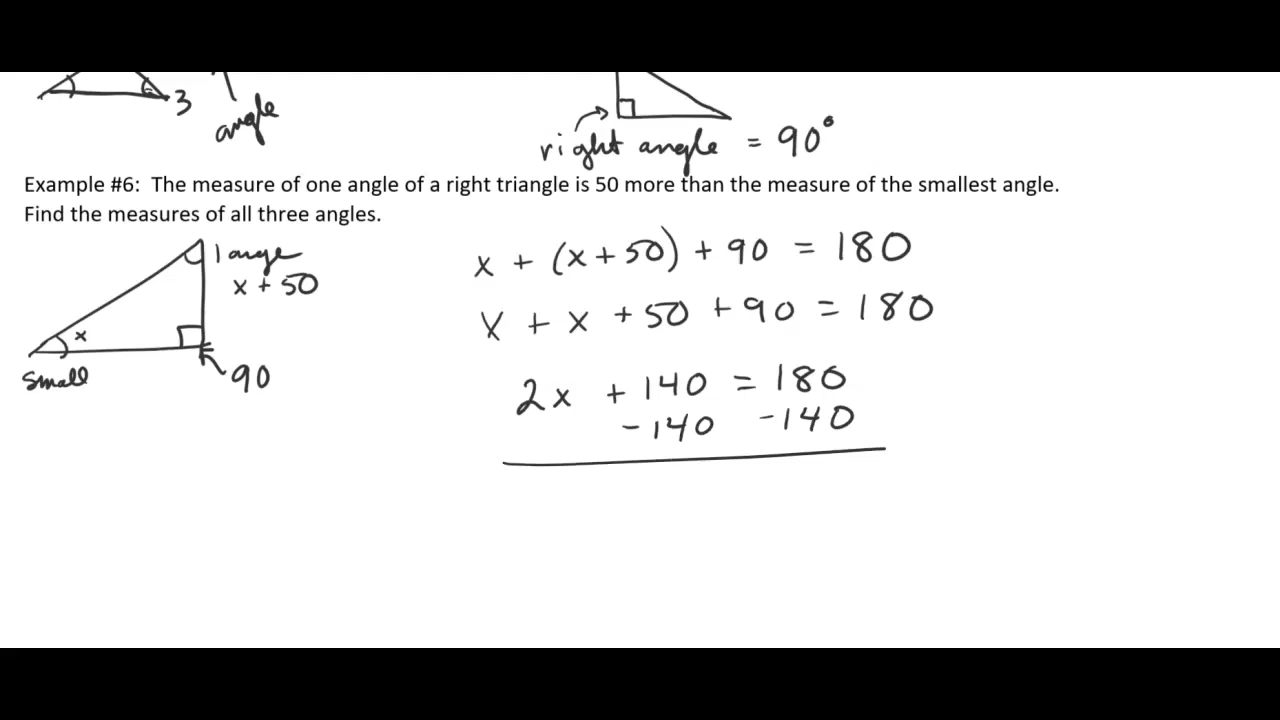 3
angle
right angle = 90°
Example #6: The measure of one angle of a right triangle is 50 more than the measure of the smallest angle.
Find the measures of all three angles.
large
x + 50
x
small
90
x + (x + 50) + 90 = 180
x + x + 50 + 90 = 180
2x + 140 = 180
-140 -140